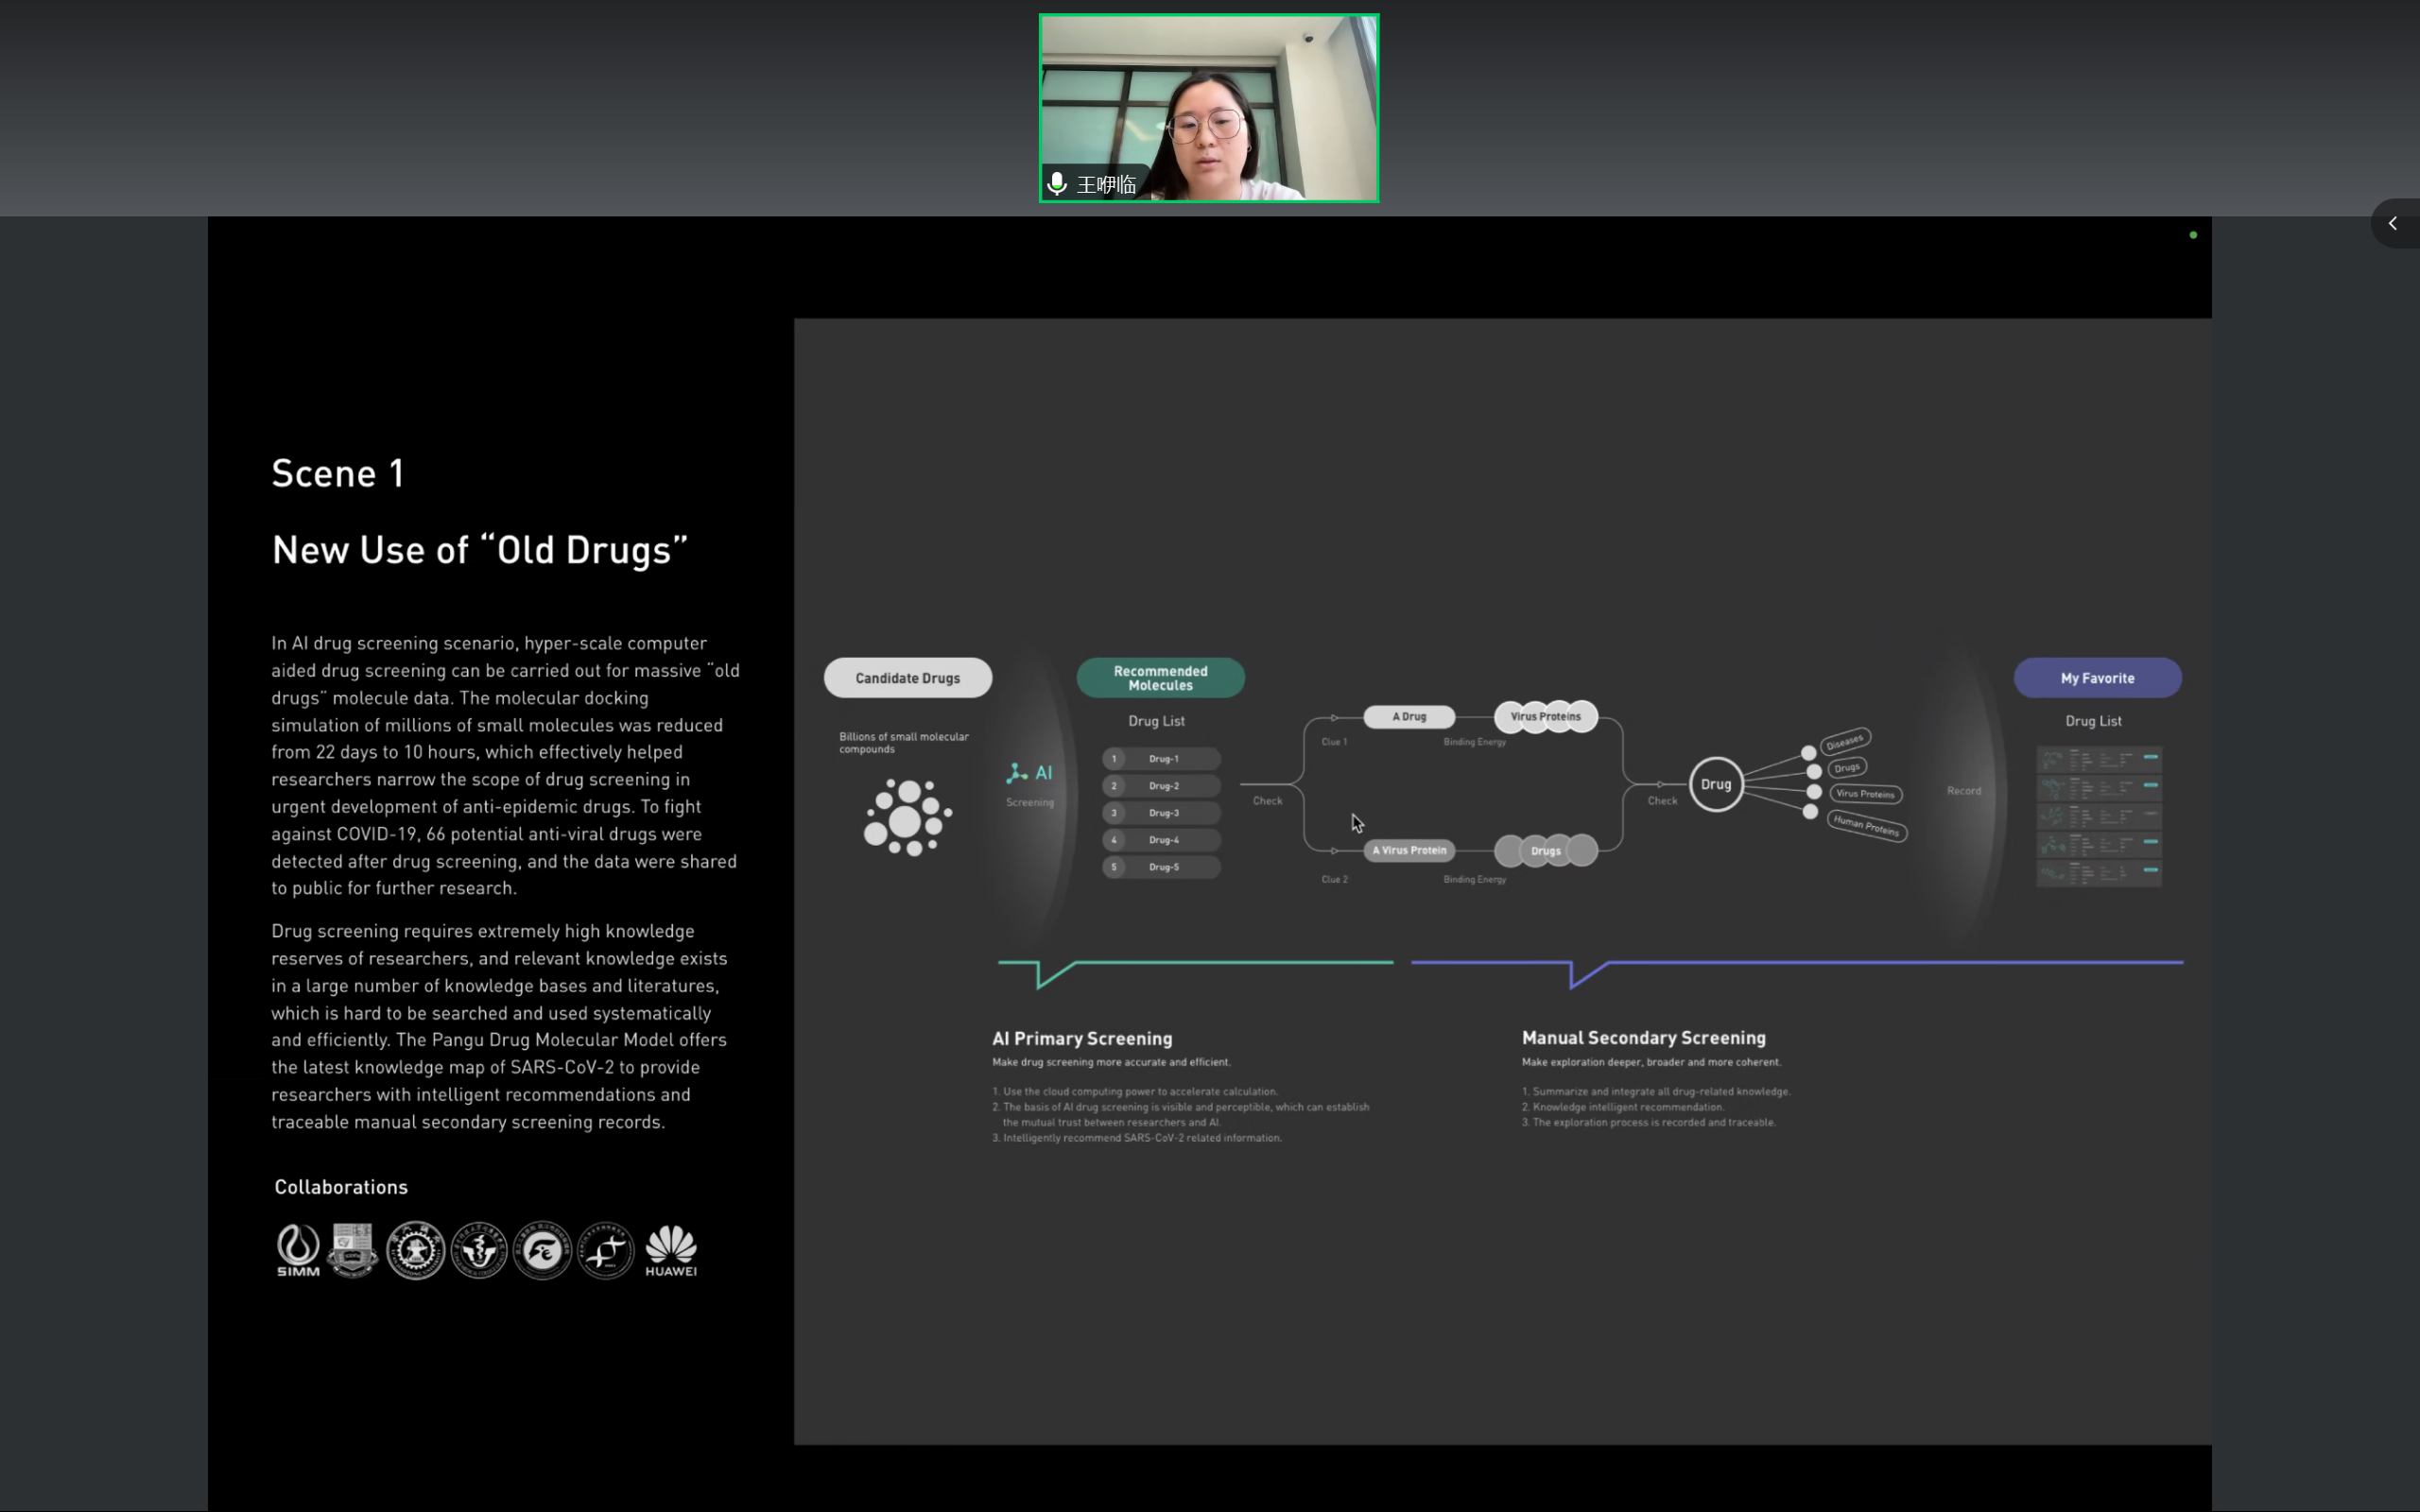 王咿临
Scene 1
New Use of “Old Drugs”
In AI drug screening scenario, hyper-scale computer
aided drug screening can be carried out for massive “old
drugs” molecule data. The molecular docking
simulation of millions of small molecules was reduced
from 22 days to 10 hours, which effectively helped
researchers narrow the scope of drug screening in
urgent development of anti-epidemic drugs. To fight
against COVID-19, 66 potential anti-viral drugs were
detected after drug screening, and the data were shared
to public for further research.
Drug screening requires extremely high knowledge
reserves of researchers, and relevant knowledge exists
in a large number of knowledge bases and literatures,
which is hard to be searched and used systematically
and efficiently. The Pangu Drug Molecular Model offers
the latest knowledge map of SARS-CoV-2 to provide
researchers with intelligent recommendations and
traceable manual secondary screening records.
Collaborations
SIMM
HUAWEI
Candidate Drugs
Billions of small molecular
compounds
AI
Screening
Recommended
Molecules
Drug List
1 Drug-1
2 Drug-2
3 Drug-3
4 Drug-4
5 Drug-5
Check
Clue 1
A Drug
Binding Energy
Virus Proteins
Clue 2
A Virus Protein
Binding Energy
Drugs
Check
Drug
Diseases
Drugs
Virus Proteins
Human Proteins
Record
My Favorite
Drug List
AI Primary Screening
Make drug screening more accurate and efficient.
1. Use the cloud computing power to accelerate calculation.
2. The basis of AI drug screening is visible and perceptible, which can establish
the mutual trust between researchers and AI.
3. Intelligently recommend SARS-CoV-2 related information.
Manual Secondary Screening
Make exploration deeper, broader and more coherent.
1. Summarize and integrate all drug-related knowledge.
2. Knowledge intelligent recommendation.
3. The exploration process is recorded and traceable.